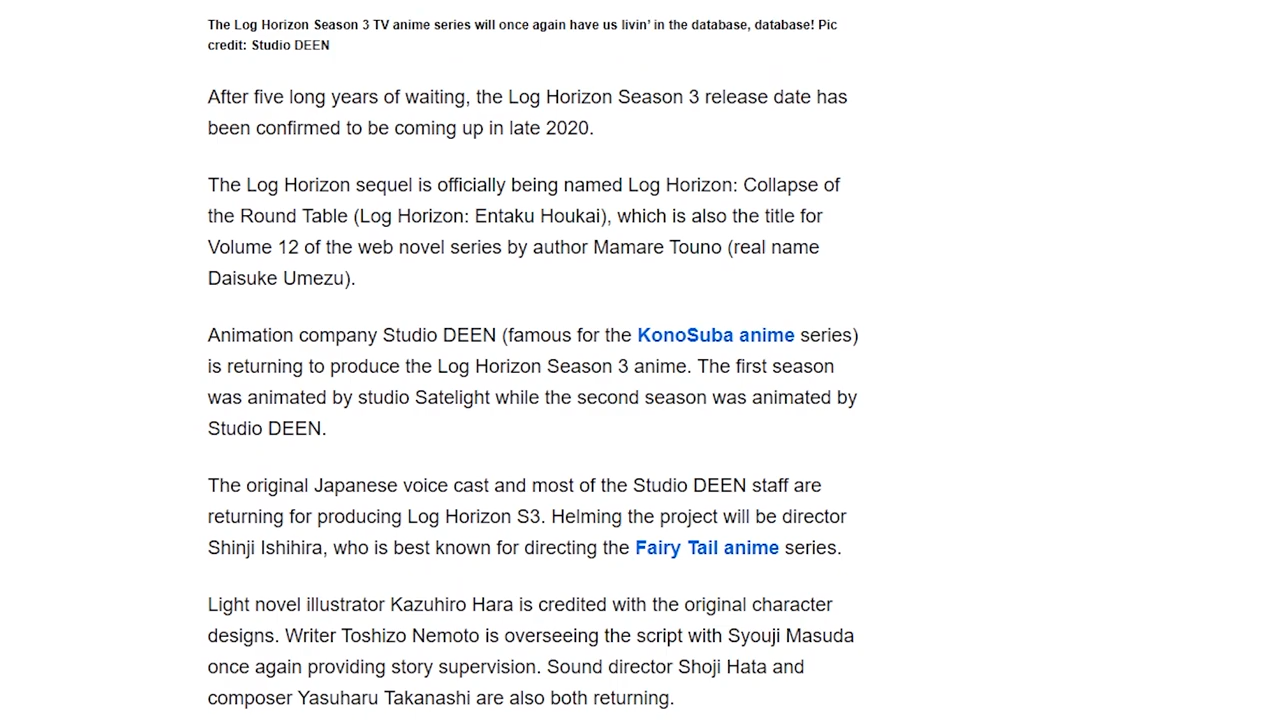 The Log Horizon Season 3 TV anime series will once again have us livin’ in the database, database! Pic
credit: Studio DEEN
After five long years of waiting, the Log Horizon Season 3 release date has
been confirmed to be coming up in late 2020.
The Log Horizon sequel is officially being named Log Horizon: Collapse of
the Round Table (Log Horizon: Entaku Houkai), which is also the title for
Volume 12 of the web novel series by author Mamare Touno (real name
Daisuke Umezu).
Animation company Studio DEEN (famous for the KonoSuba anime series)
is returning to produce the Log Horizon Season 3 anime. The first season
was animated by studio Satelight while the second season was animated by
Studio DEEN.
The original Japanese voice cast and most of the Studio DEEN staff are
returning for producing Log Horizon S3. Helming the project will be director
Shinji Ishihira, who is best known for directing the Fairy Tail anime series.
Light novel illustrator Kazuhiro Hara is credited with the original character
designs. Writer Toshizo Nemoto is overseeing the script with Syouji Masuda
once again providing story supervision. Sound director Shoji Hata and
composer Yasuharu Takanashi are also both returning.